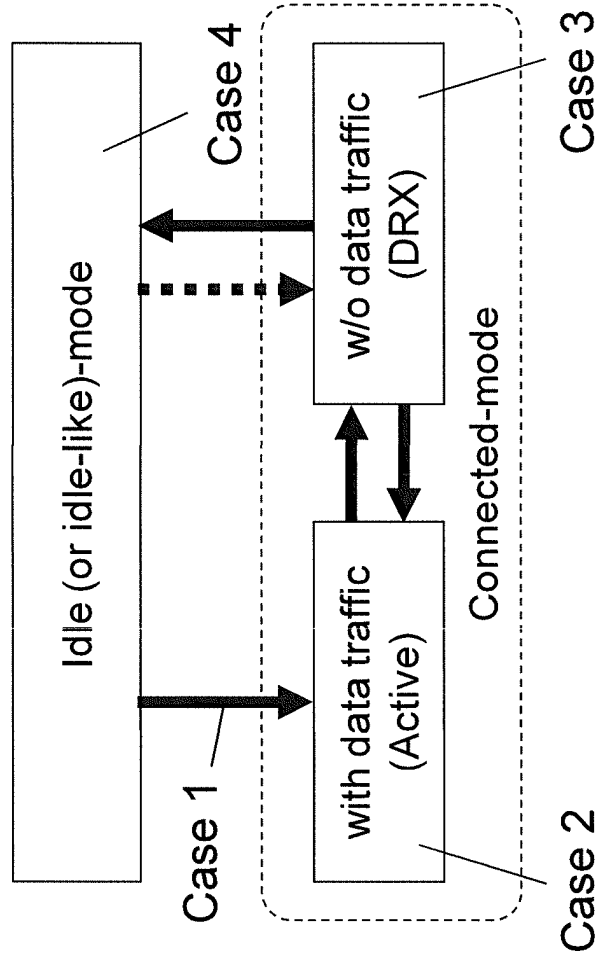 Idle (or idle-like)-mode
Case 4
Case 1
with data traffic
(Active)
w/o data traffic
(DRX)
Connected-mode
Case 2
Case 3